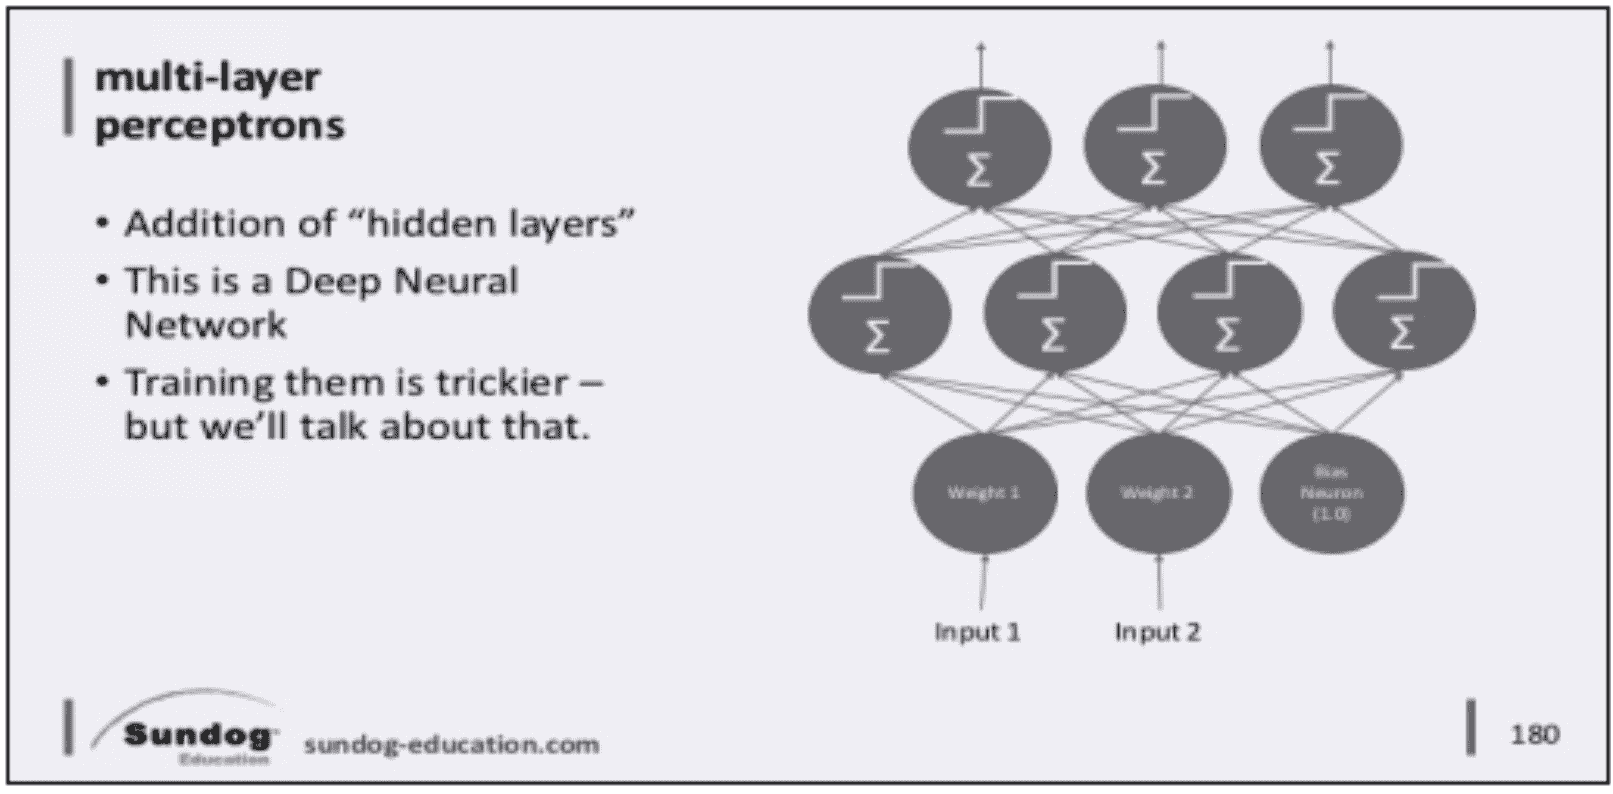 multi-layer
perceptrons
• Addition of “hidden layers”
• This is a Deep Neural
Network
• Training them is trickier –
but we’ll talk about that.
Σ Σ Σ
Σ Σ Σ Σ
Weight 1
Weight 2
Bias
Neuron
(1.0)
Input 1
Input 2
Sundog
Education
sundog-education.com
180